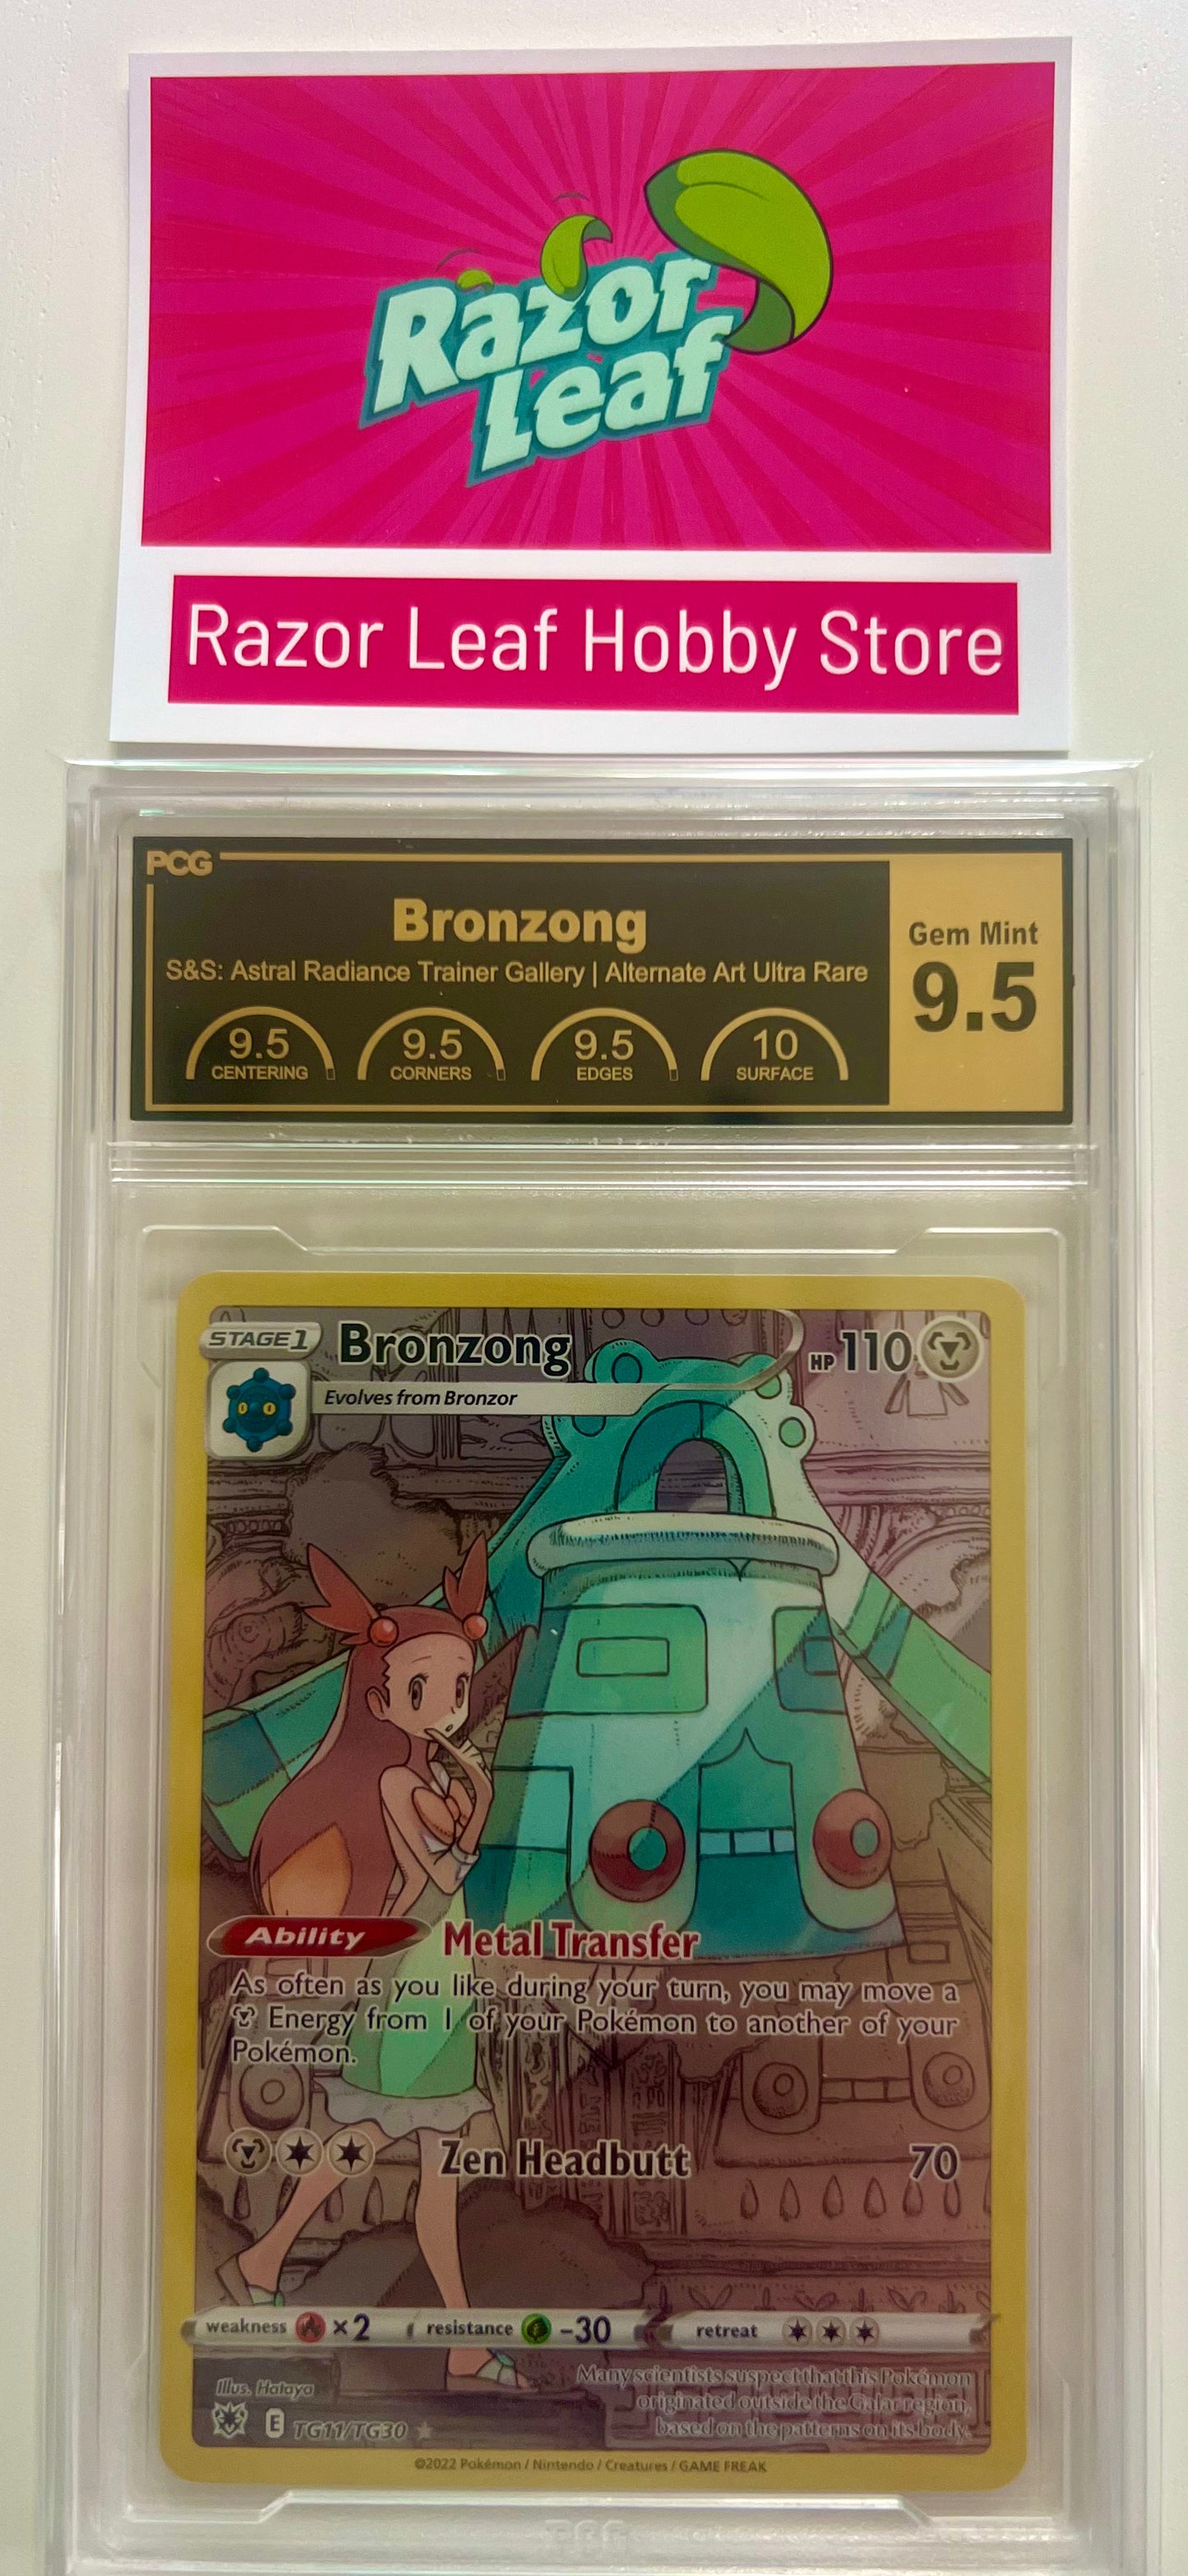 Razor
Leaf
Razor Leaf Hobby Store
PCG
Bronzong
S&S: Astral Radiance Trainer Gallery | Alternate Art Ultra Rare
9.5 9.5 9.5 10
CENTERING CORNERS EDGES SURFACE
Gem Mint
9.5
STAGE1 Bronzong HP 110
Evolves from Bronzor
Ability Metal Transfer
As often as you like during your turn, you may move a
Energy from 1 of your Pokémon to another of your
Pokémon.
Zen Headbutt 70
weakness ×2 resistance -30 retreat
Illus. Hataya
Many scientists suspect that this Pokémon
originated outside the Galar region,
based on the patterns on its body.
E TG11/TG30
©2022 Pokémon / Nintendo / Creatures / GAME FREAK